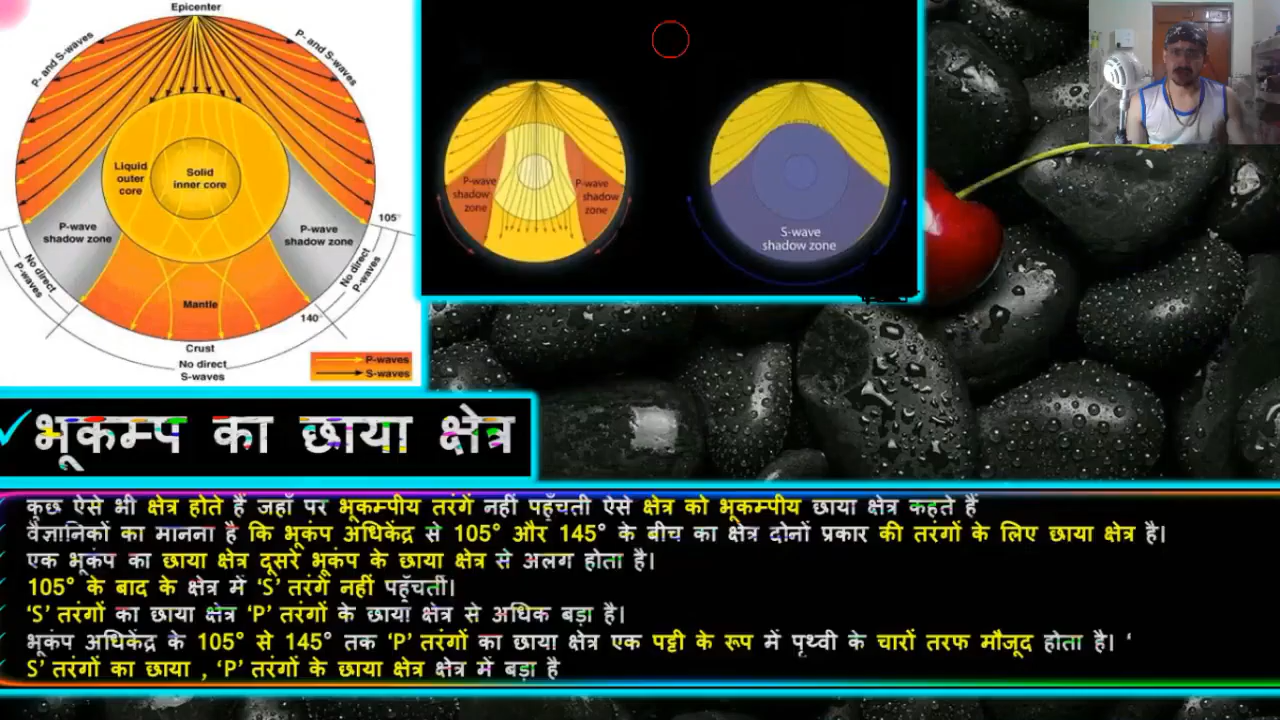 Epicenter
P- and S-waves
P- and S-waves
Liquid
outer
core
Solid
inner core
P-wave
shadow zone
P-wave
shadow zone
105°
No direct
P-waves
No direct
P-waves
Mantle
140°
Crust
No direct
S-waves
P-waves
S-waves
P-wave
shadow
zone
P-wave
shadow
zone
S-wave
shadow zone
भूकम्प का छाया क्षेत्र
कुछ ऐसे भी क्षेत्र होते हैं जहाँ पर भूकम्पीय तरंगें नहीं पहुँचती ऐसे क्षेत्र को भूकम्पीय छाया क्षेत्र कहते हैं
वैज्ञानिकों का मानना है कि भूकंप अधिकेंद्र से 105° और 145° के बीच का क्षेत्र दोनों प्रकार की तरंगों के लिए छाया क्षेत्र है।
एक भूकंप का छाया क्षेत्र दूसरे भूकंप के छाया क्षेत्र से अलग होता है।
105° के बाद के क्षेत्र में ‘S’ तरंगें नहीं पहुँचतीं।
‘S’ तरंगों का छाया क्षेत्र ‘P’ तरंगों के छाया क्षेत्र से अधिक बड़ा है।
भूकंप अधिकेंद्र के 105° से 145° तक ‘P’ तरंगों का छाया क्षेत्र एक पट्टी के रूप में पृथ्वी के चारों तरफ मौजूद होता है। ‘
S’ तरंगों का छाया , ‘P’ तरंगों के छाया क्षेत्र क्षेत्र में बड़ा है